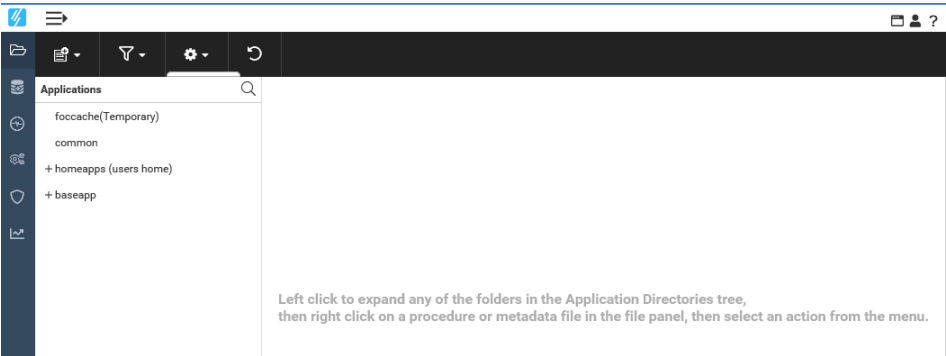 ?
Applications
foccache(Temporary)
common
+ homeapps (users home)
+ baseapp
Left click to expand any of the folders in the Application Directories tree,
then right click on a procedure or metadata file in the file panel, then select an action from the menu.